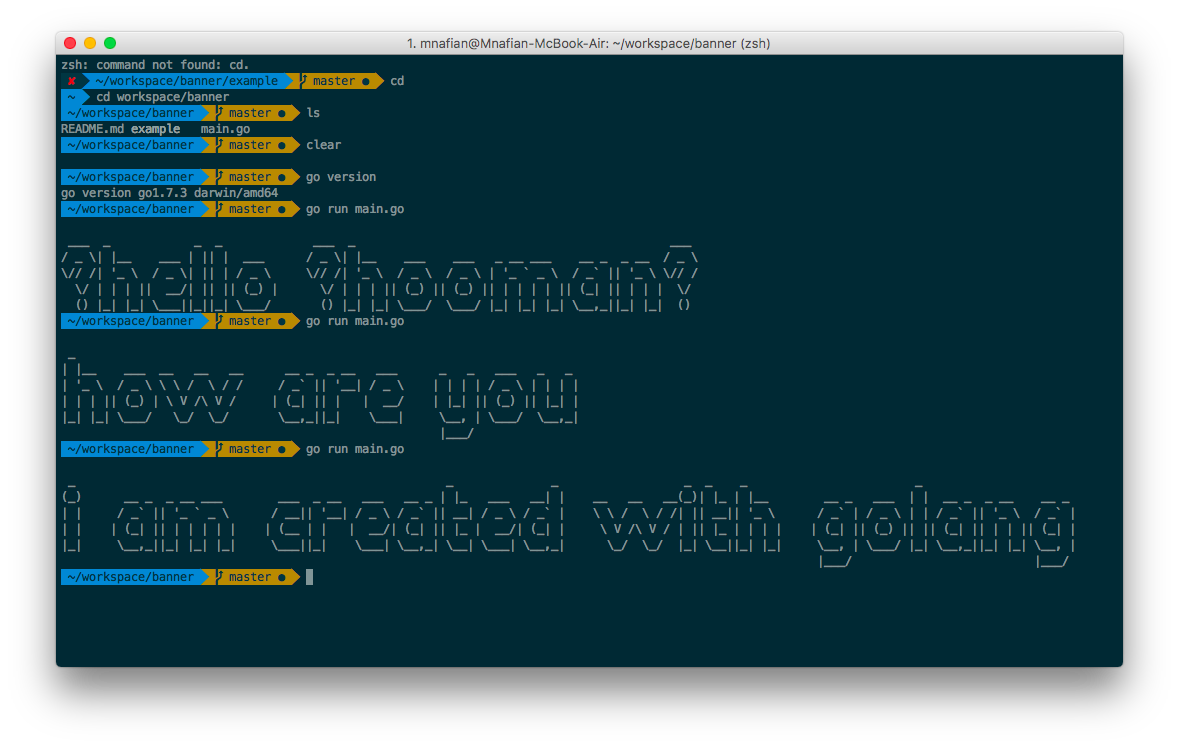 1. mnafian@Mnafian-McBook-Air: ~/workspace/banner (zsh)
zsh: command not found: cd.
✘ ~/workspace/banner/example master ● cd
~ cd workspace/banner
~/workspace/banner master ● ls
README.md example main.go
~/workspace/banner master ● clear
~/workspace/banner master ● go version
go version go1.7.3 darwin/amd64
~/workspace/banner master ● go run main.go
?hello ?hooman?
~/workspace/banner master ● go run main.go
how are you
~/workspace/banner master ● go run main.go
i am created with golang
~/workspace/banner master ●